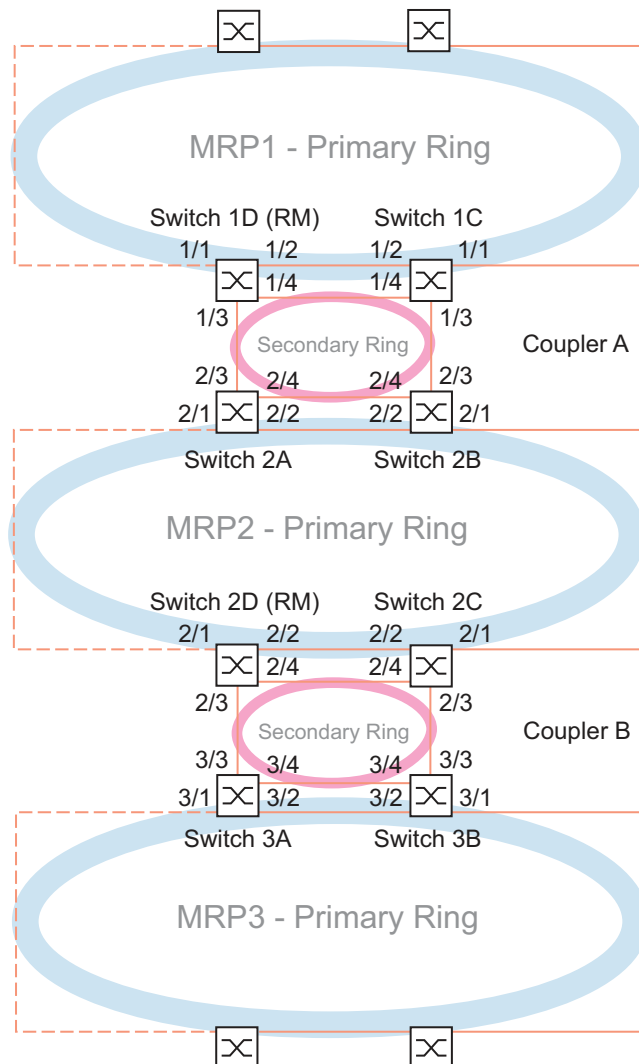 MRP1 - Primary Ring
Switch 1D (RM) Switch 1C
1/1 1/2 1/2 1/1
1/4 1/4
1/3 1/3
Secondary Ring Coupler A
2/3 2/4 2/4 2/3
2/1 2/2 2/2 2/1
Switch 2A Switch 2B
MRP2 - Primary Ring
Switch 2D (RM) Switch 2C
2/1 2/2 2/2 2/1
2/4 2/4
2/3 2/3
Secondary Ring Coupler B
3/3 3/4 3/4 3/3
3/1 3/2 3/2 3/1
Switch 3A Switch 3B
MRP3 - Primary Ring